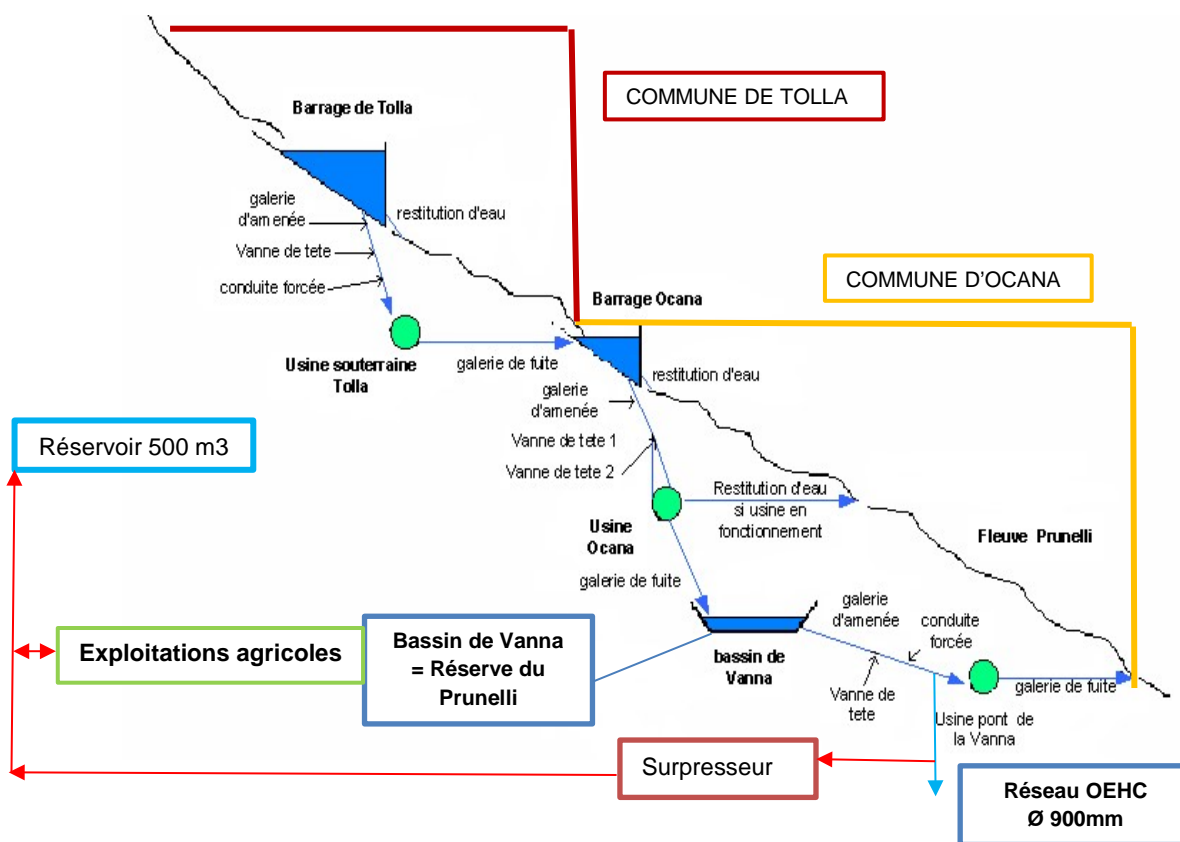 COMMUNE DE TOLLA
Barrage de Tolla
galerie
d'amenée
restitution d'eau
Vanne de tete
conduite forcée
COMMUNE D'OCANA
Barrage Ocana
Usine souterraine
Tolla
galerie de fuite
restitution d'eau
galerie
d'amenée
Réservoir 500 m3
Vanne de tete 1
Vanne de tete 2
Restitution d'eau
si usine en
fonctionnement
Usine
Ocana
Fleuve Prunelli
galerie de fuite
galerie
d'amenée
conduite
forcée
Exploitations agricoles
Bassin de Vanna
= Réserve du
Prunelli
bassin de
Vanna
Vanne de
tete
galerie de fuite
Usine pont de
la Vanna
Surpresseur
Réseau OEHC
Ø 900mm